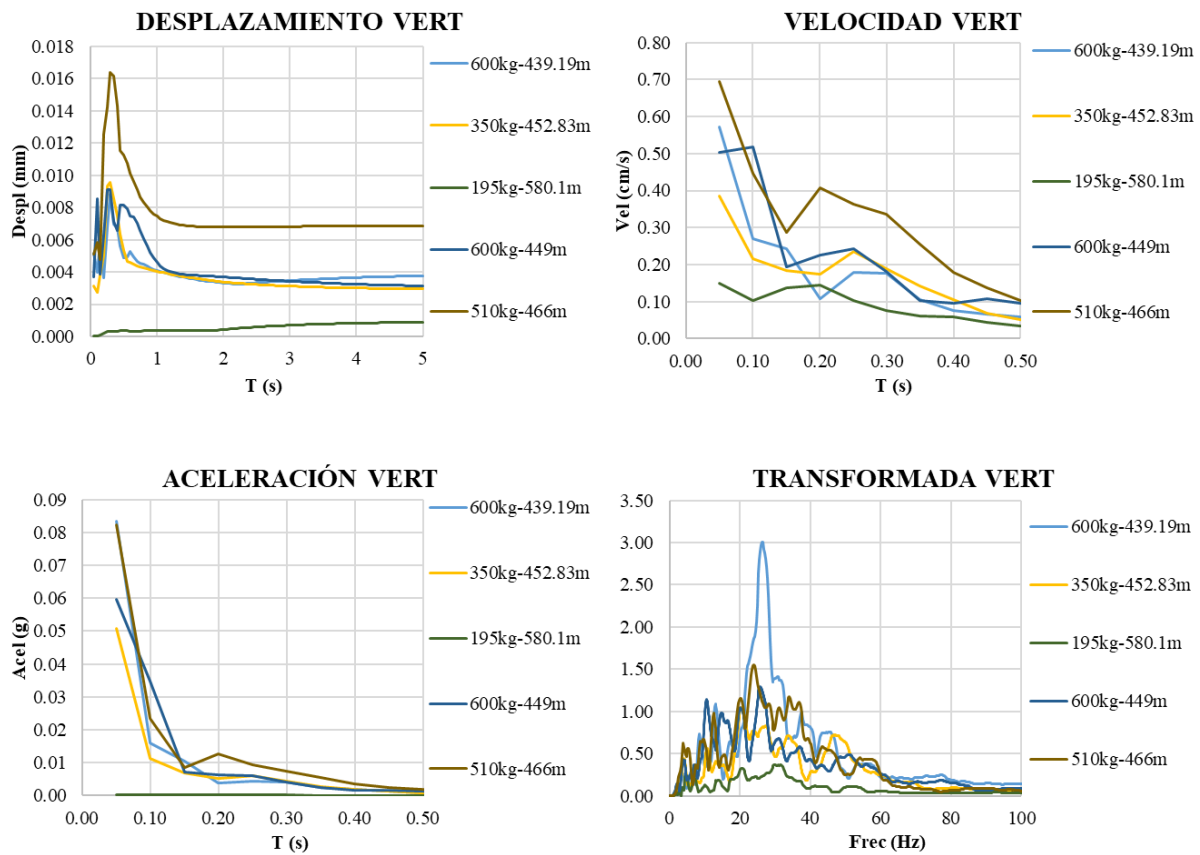 DESPLAZAMIENTO VERT
Despl (mm)
0.018
0.016
0.014
0.012
0.010
0.008
0.006
0.004
0.002
0.000
0 1 2 3 4 5
T (s)
600kg-439.19m
350kg-452.83m
195kg-580.1m
600kg-449m
510kg-466m
VELOCIDAD VERT
Vel (cm/s)
0.80
0.70
0.60
0.50
0.40
0.30
0.20
0.10
0.00
0.00 0.10 0.20 0.30 0.40 0.50
T (s)
600kg-439.19m
350kg-452.83m
195kg-580.1m
600kg-449m
510kg-466m
ACELERACIÓN VERT
Acel (g)
0.09
0.08
0.07
0.06
0.05
0.04
0.03
0.02
0.01
0.00
0.00 0.10 0.20 0.30 0.40 0.50
T (s)
600kg-439.19m
350kg-452.83m
195kg-580.1m
600kg-449m
510kg-466m
TRANSFORMADA VERT
3.50
3.00
2.50
2.00
1.50
1.00
0.50
0.00
0 20 40 60 80 100
Frec (Hz)
600kg-439.19m
350kg-452.83m
195kg-580.1m
600kg-449m
510kg-466m